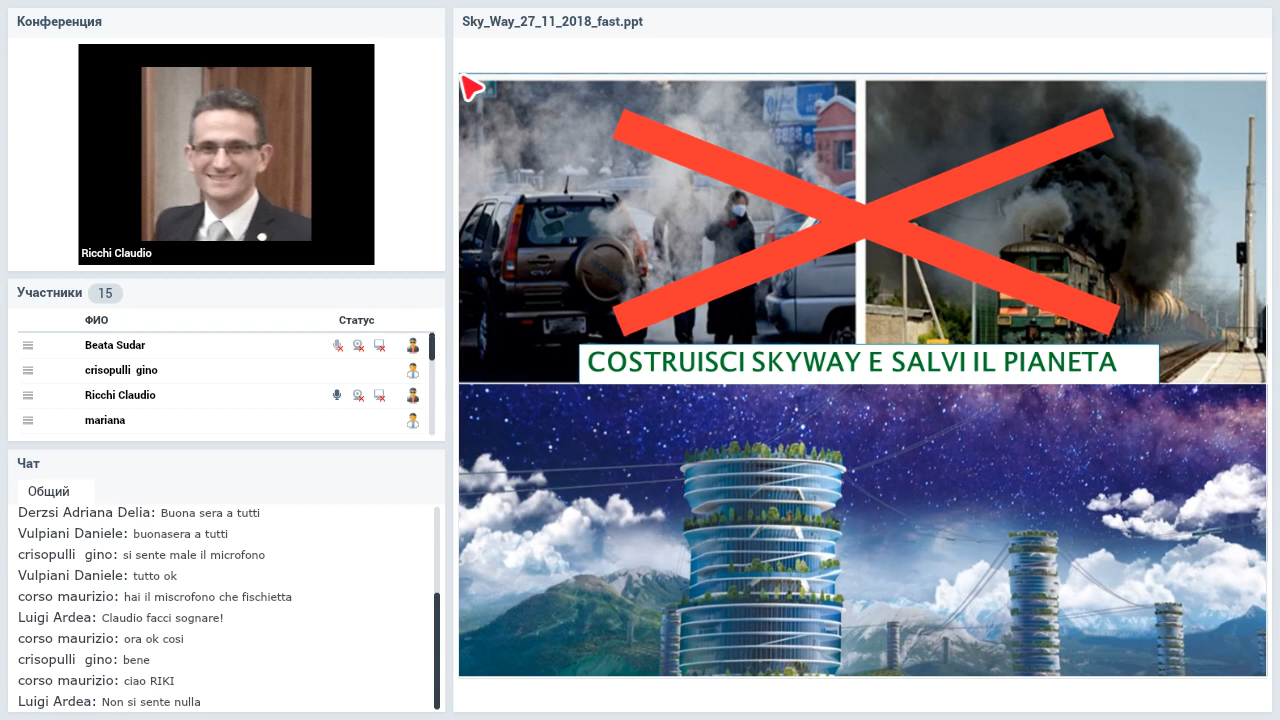 Конференция
Ricchi Claudio
Участники 15
ФИО Статус
Beata Sudar
crisopulli gino
Ricchi Claudio
mariana
Чат
Общий
Derzsi Adriana Delia: Buona sera a tutti
Vulpiani Daniele: buonasera a tutti
crisopulli gino: si sente male il microfono
Vulpiani Daniele: tutto ok
corso maurizio: hai il miscrofono che fischietta
Luigi Ardea: Claudio facci sognare!
corso maurizio: ora ok cosi
crisopulli gino: bene
corso maurizio: ciao RIKI
Luigi Ardea: Non si sente nulla
Sky_Way_27_11_2018_fast.ppt
COSTRUISCI SKYWAY E SALVI IL PIANETA